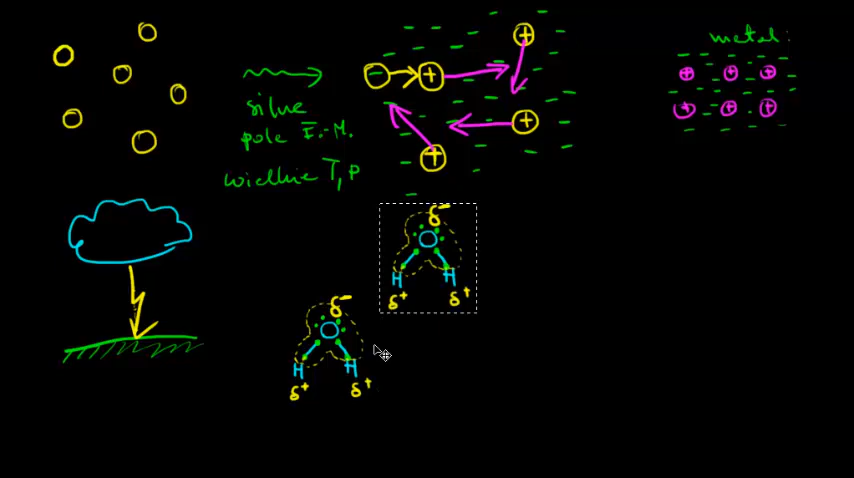 metal:
silne
pole E.-M.
wielkie T, P
δ-
H H
δ+ δ+
δ-
H H
δ+ δ+